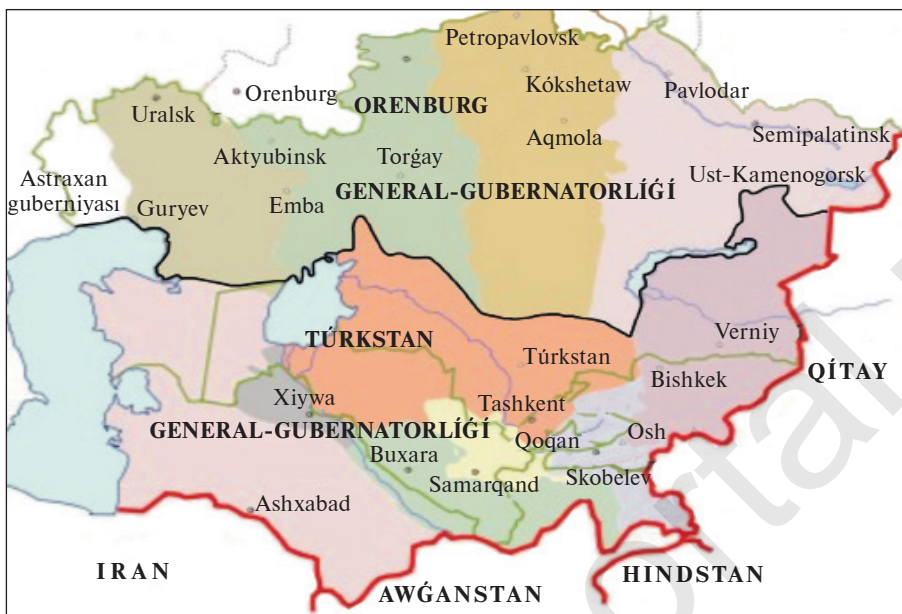 Petropavlovsk
Kókshetaw
Pavlodar
Orenburg
ORENBURG
Uralsk
Semipalatinsk
Aqmola
Aktyubinsk
Torǵay
Ust-Kamenogorsk
Astraxan
guberniyası
GENERAL-GUBERNATORLÍǴÍ
Guryev
Emba
TÚRKSTAN
Verniy
Túrkstan
QÍTAY
Bishkek
Xiywa
Tashkent
GENERAL-GUBERNATORLÍǴÍ
Qoqan
Osh
Buxara
Samarqand
Skobelev
Ashxabad
IRAN
AWǴANSTAN
HINDSTAN
ortal